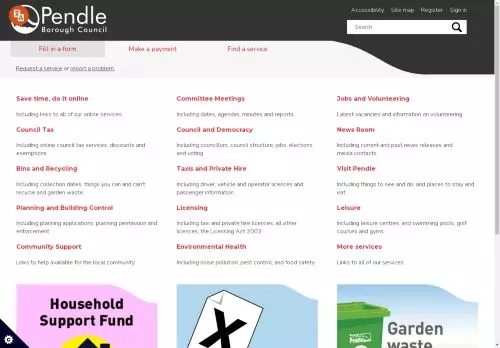 Pendle
Borough Council
Accessibility Site map Register Sign in
Search
Fill in a form Make a payment Find a service
Request a service or report a problem.
Save time, do it online
Including links to all of our online services
Committee Meetings
Including dates, agendas, minutes and reports
Jobs and Volunteering
Latest vacancies and information on volunteering
Council Tax
Including online council tax services, discounts and
exemptions
Council and Democracy
Including councillors, council structure, jobs, elections
and voting
News Room
Including current and past news releases and
media contacts
Bins and Recycling
Including collection dates, things you can and can't
recycle and garden waste
Taxis and Private Hire
Including driver, vehicle and operator licences and
passenger information
Visit Pendle
Including things to see and do, and places to stay and
eat
Planning and Building Control
Including planning applications, planning permission and
enforcement
Licensing
Including taxi and private hire licences, all other
licences, the Licensing Act 2003
Leisure
Including leisure centres, and swimming pools, golf
courses and gyms
Community Support
Links to help available for the local community
Environmental Health
Including noise pollution, pest control, and food safety
More services
Links to all of our services
Household
Support Fund
X
Pendle
Garden
waste